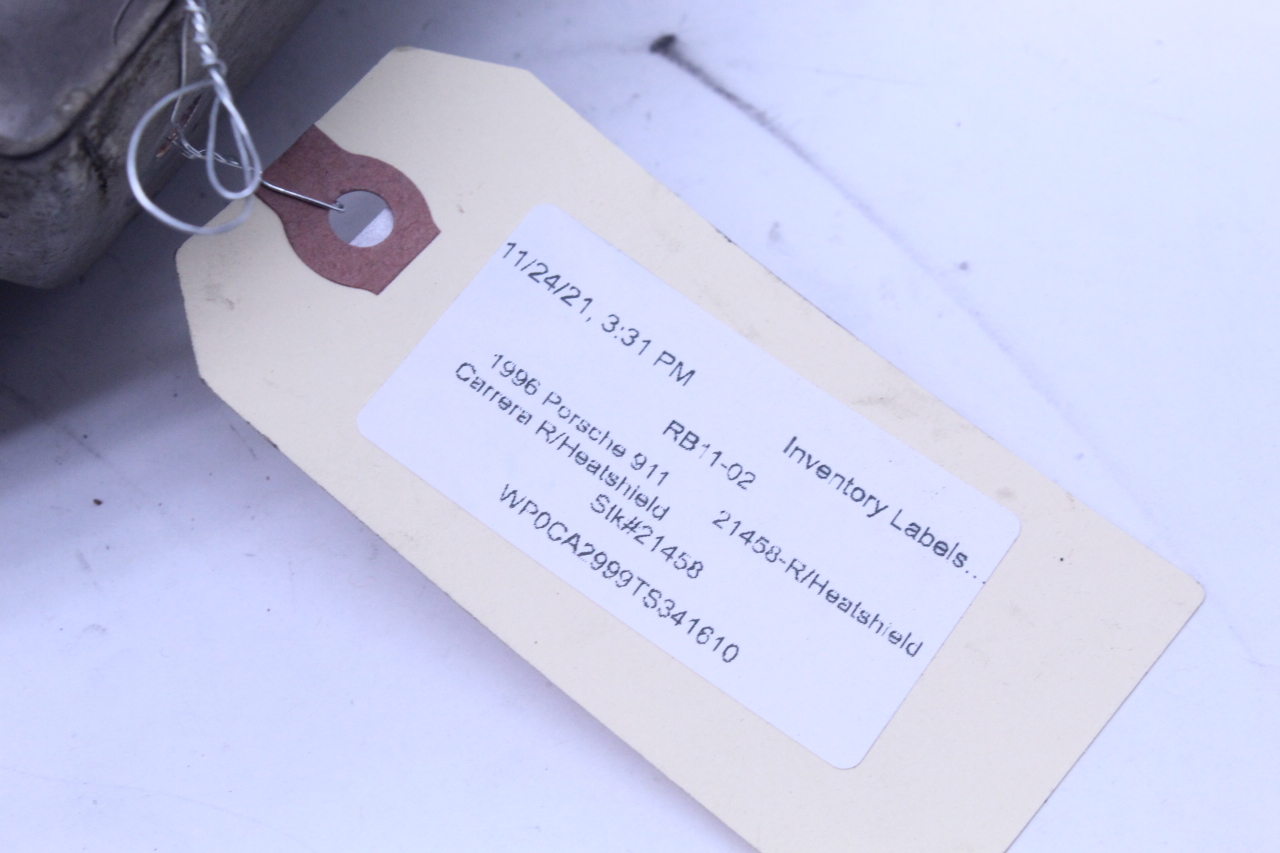 11/24/21, 3:31 PM
Inventory Labels...
RB11-02
21458-R/Heatshield
1996 Porsche 911
Carrera R/Heatshield
Stk#21458
WP0CA2999TS341610